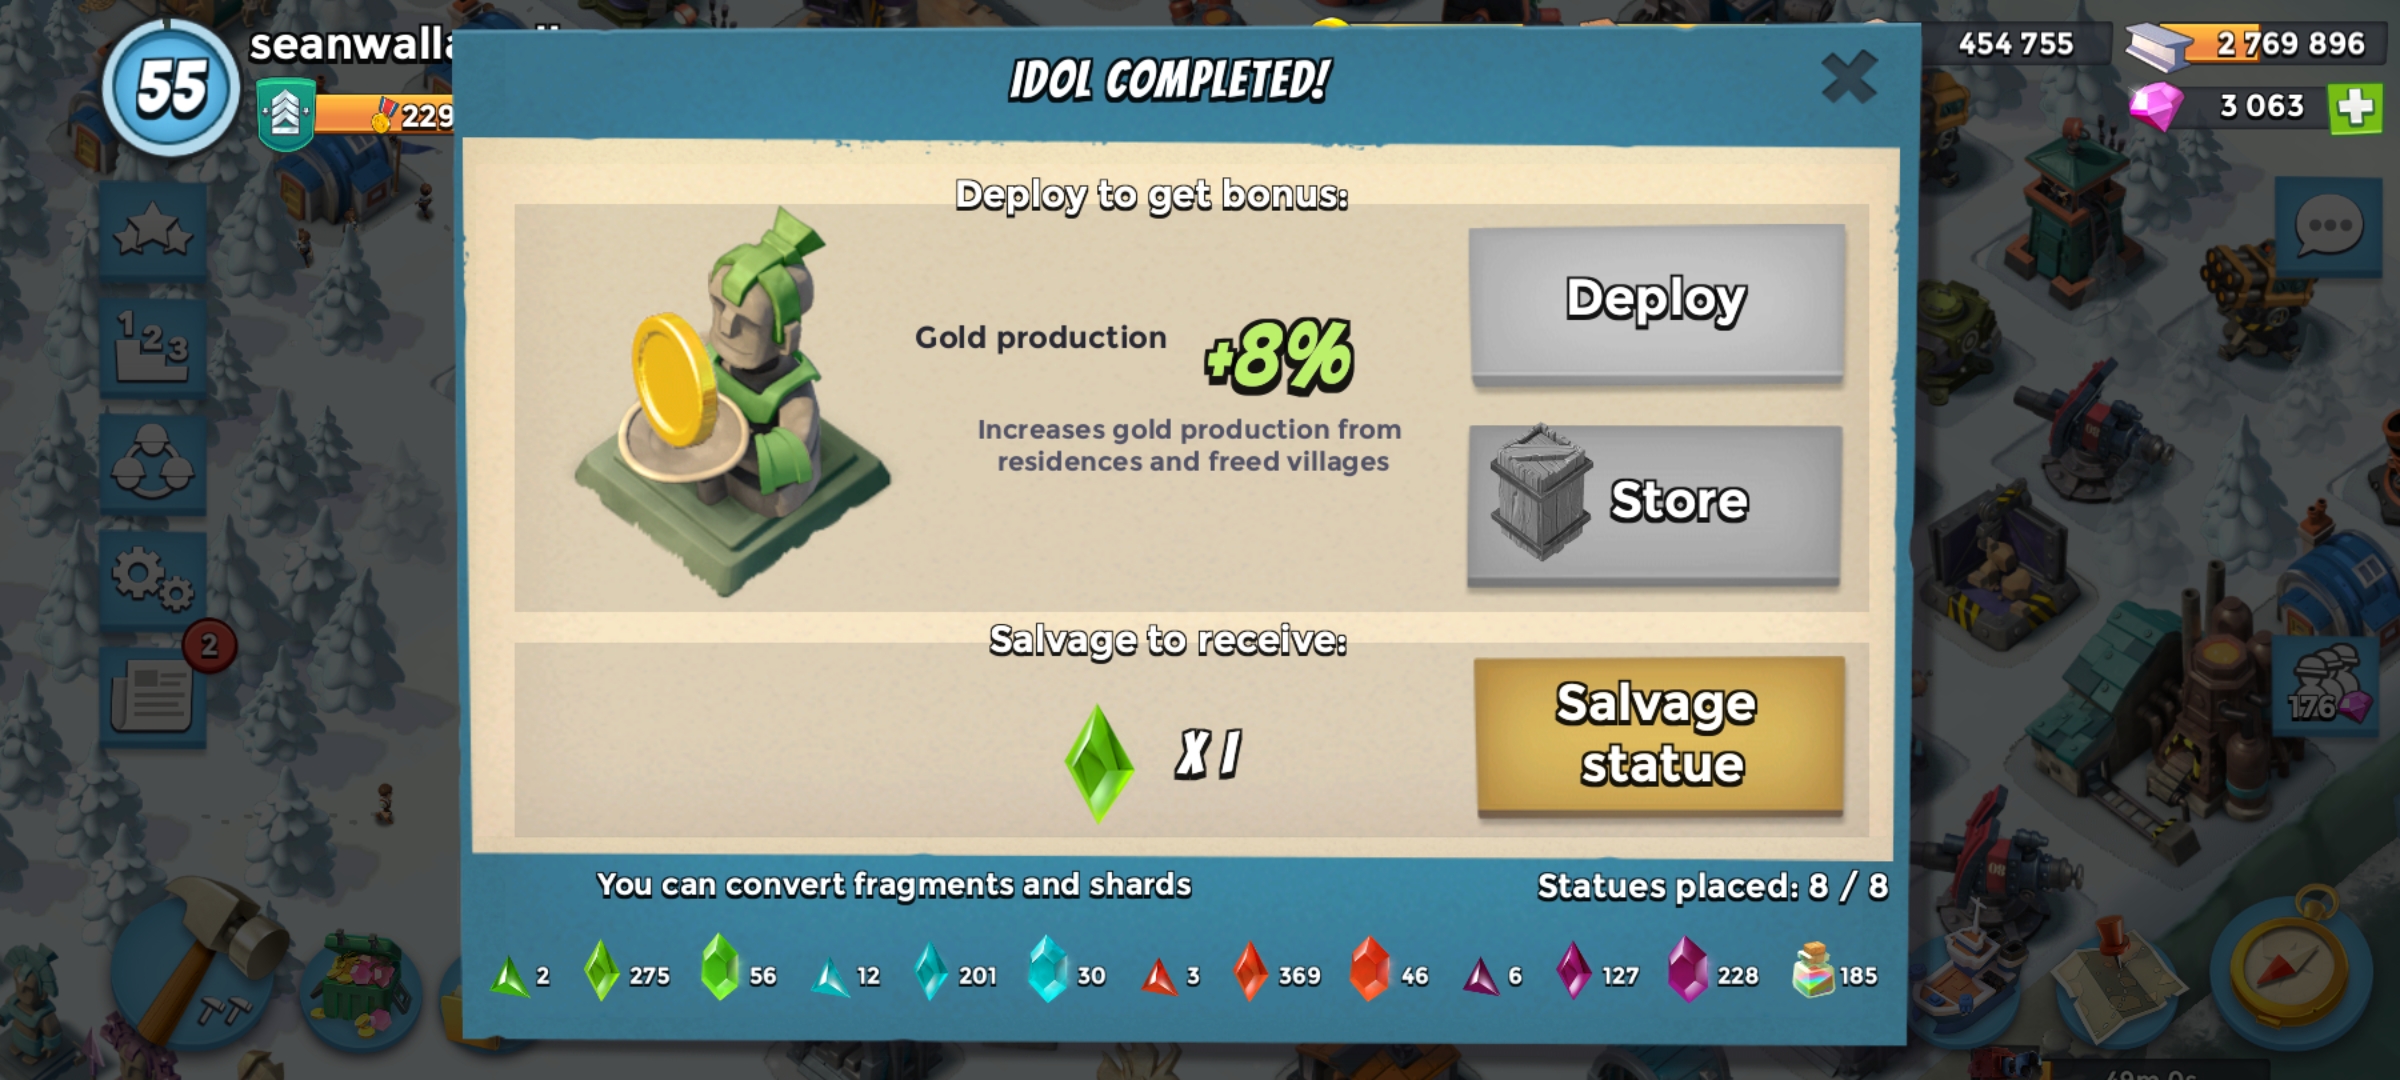 55
229
454 755
2 769 896
3 063
IDOL COMPLETED!
Deploy to get bonus:
Gold production
+8%
Increases gold production from
residences and freed villages
Deploy
Store
Salvage to receive:
X 1
Salvage
statue
123
2
176
You can convert fragments and shards
Statues placed: 8 / 8
2
275
56
12
201
30
3
369
46
6
127
228
185